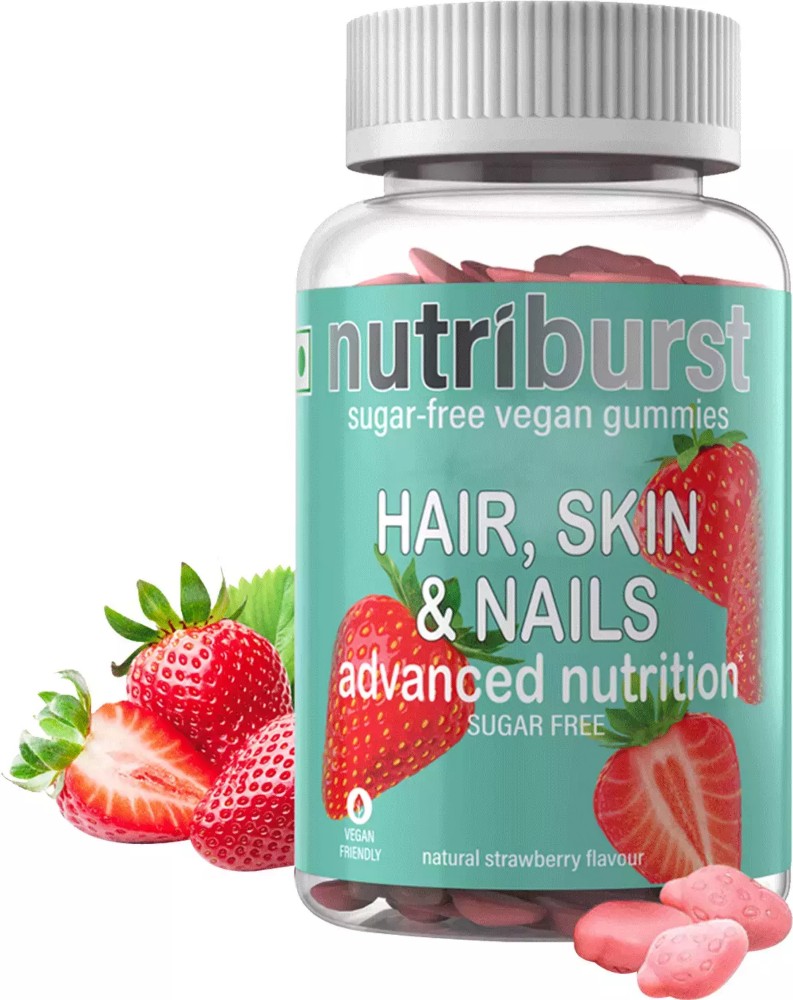 nutriburst
sugar-free vegan gummies
HAIR, SKIN
& NAILS
advanced nutrition*
SUGAR FREE
VEGAN
FRIENDLY
natural strawberry flavour